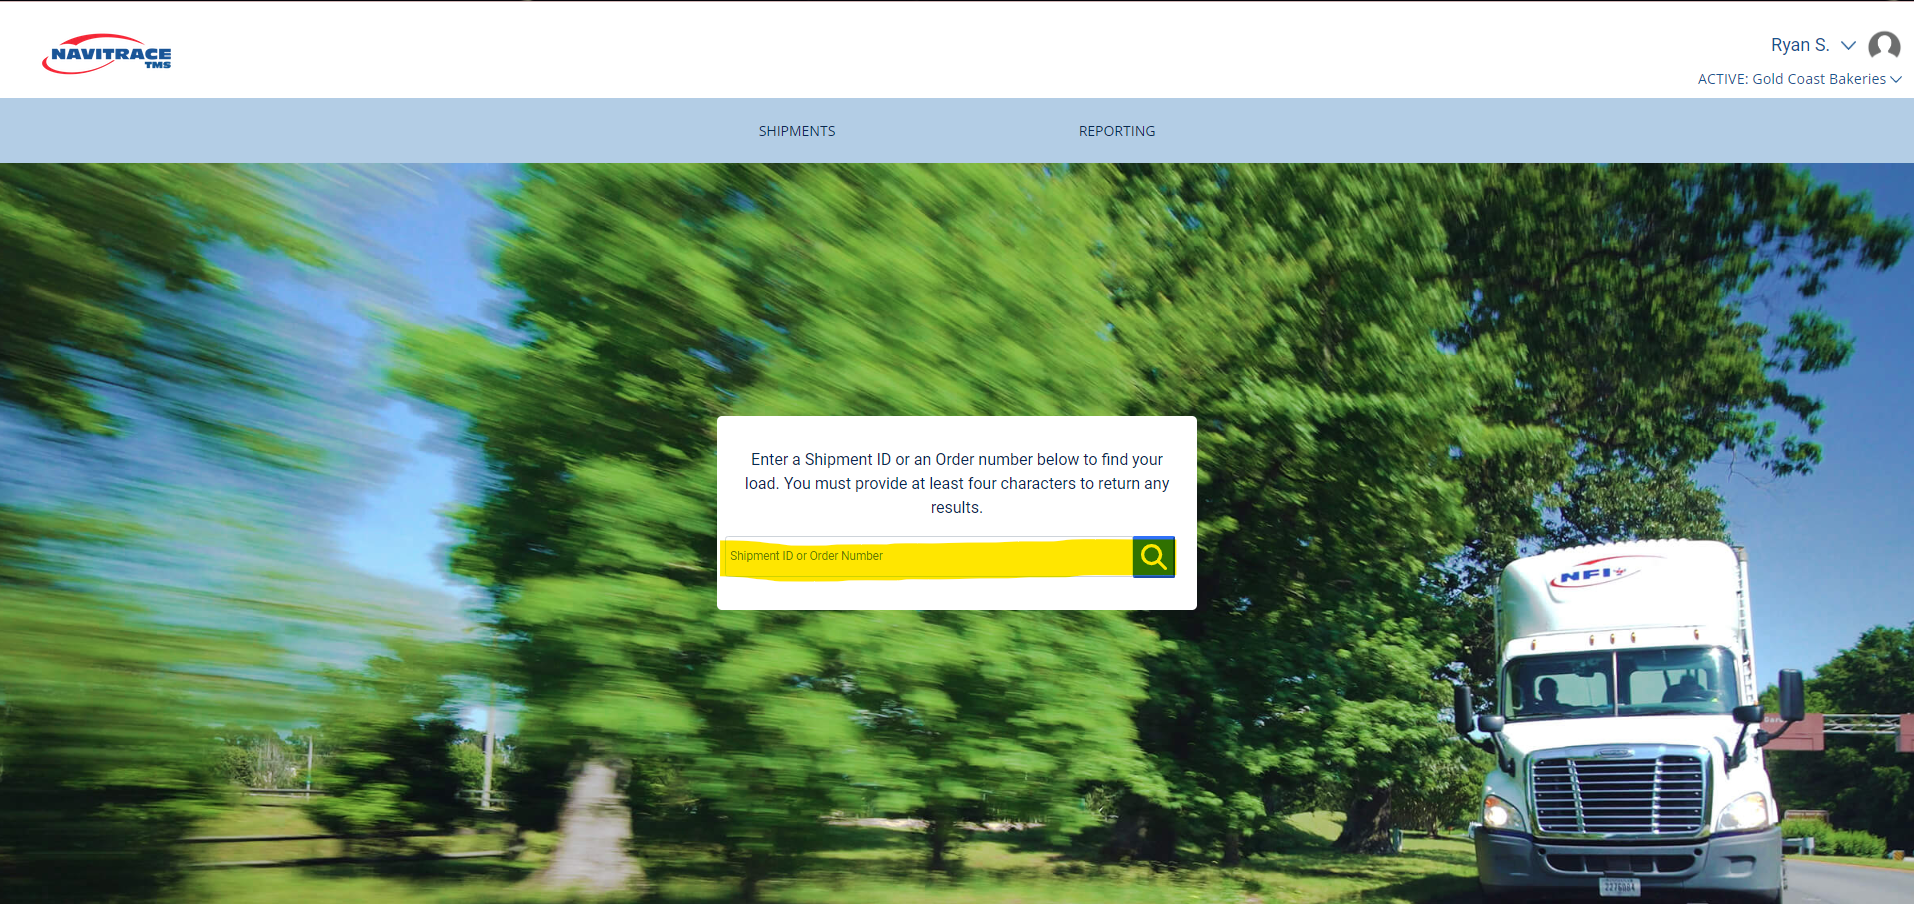 NAVITRACE
TMS
Ryan S.
ACTIVE: Gold Coast Bakeries
SHIPMENTS
REPORTING
Enter a Shipment ID or an Order number below to find your
load. You must provide at least four characters to return any
results.
Shipment ID or Order Number
NFI